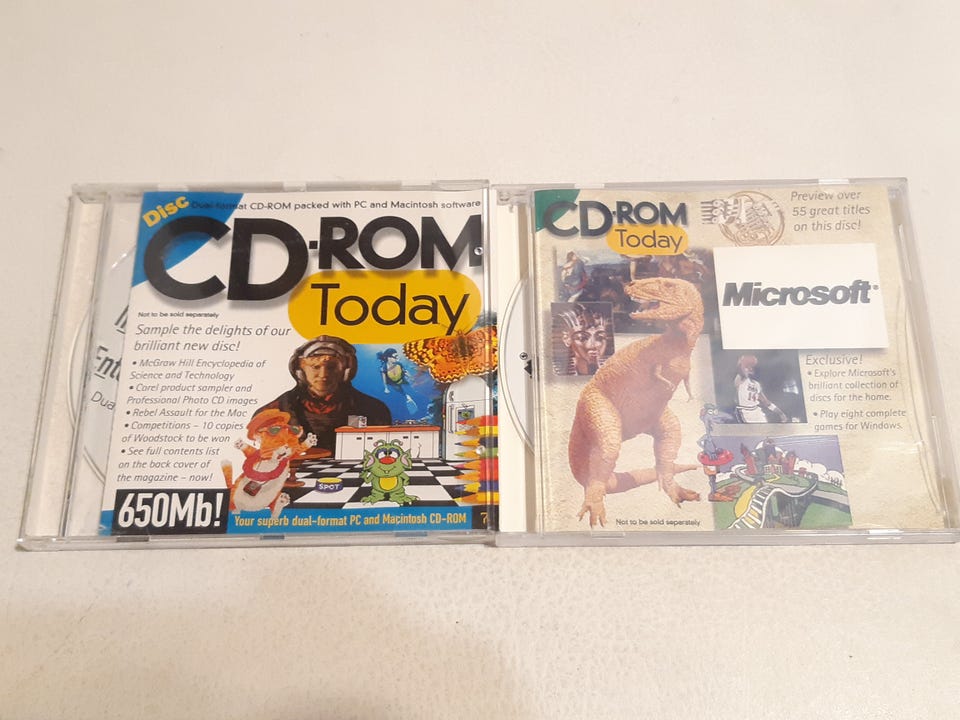 Disc
Dual-format CD-ROM packed with PC and Macintosh software
CD-ROM
Today
Not to be sold separately
Sample the delights of our
brilliant new disc!
• McGraw Hill Encyclopedia of
Science and Technology
• Corel product sampler and
Professional Photo CD images
• Rebel Assault for the Mac
• Competitions – 10 copies
of Woodstock to be won
• See full contents list
on the back cover of
the magazine – now!
SPOT
650Mb!
Your superb dual-format PC and Macintosh CD-ROM
7
Ent
Dua
CD-ROM
Today
Preview over
55 great titles
on this disc!
Microsoft®
Exclusive!
• Explore Microsoft's
brilliant collection of
discs for the home.
• Play eight complete
games for Windows.
14
Not to be sold separately